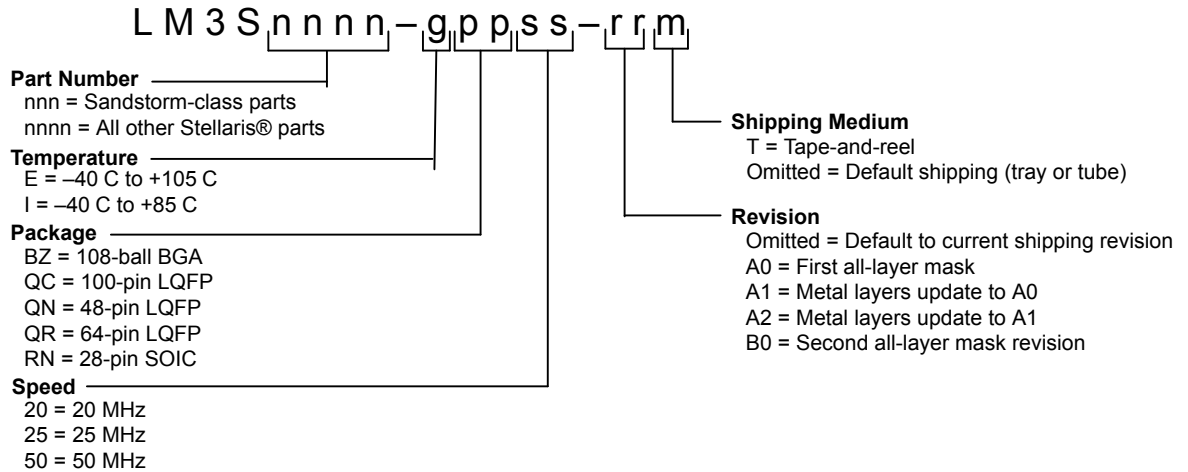 LM3Snnnn–gppss–rrm
Part Number
nnn = Sandstorm-class parts
nnnn = All other Stellaris® parts
Temperature
E = –40 C to +105 C
I = –40 C to +85 C
Package
BZ = 108-ball BGA
QC = 100-pin LQFP
QN = 48-pin LQFP
QR = 64-pin LQFP
RN = 28-pin SOIC
Speed
20 = 20 MHz
25 = 25 MHz
50 = 50 MHz
Shipping Medium
T = Tape-and-reel
Omitted = Default shipping (tray or tube)
Revision
Omitted = Default to current shipping revision
A0 = First all-layer mask
A1 = Metal layers update to A0
A2 = Metal layers update to A1
B0 = Second all-layer mask revision